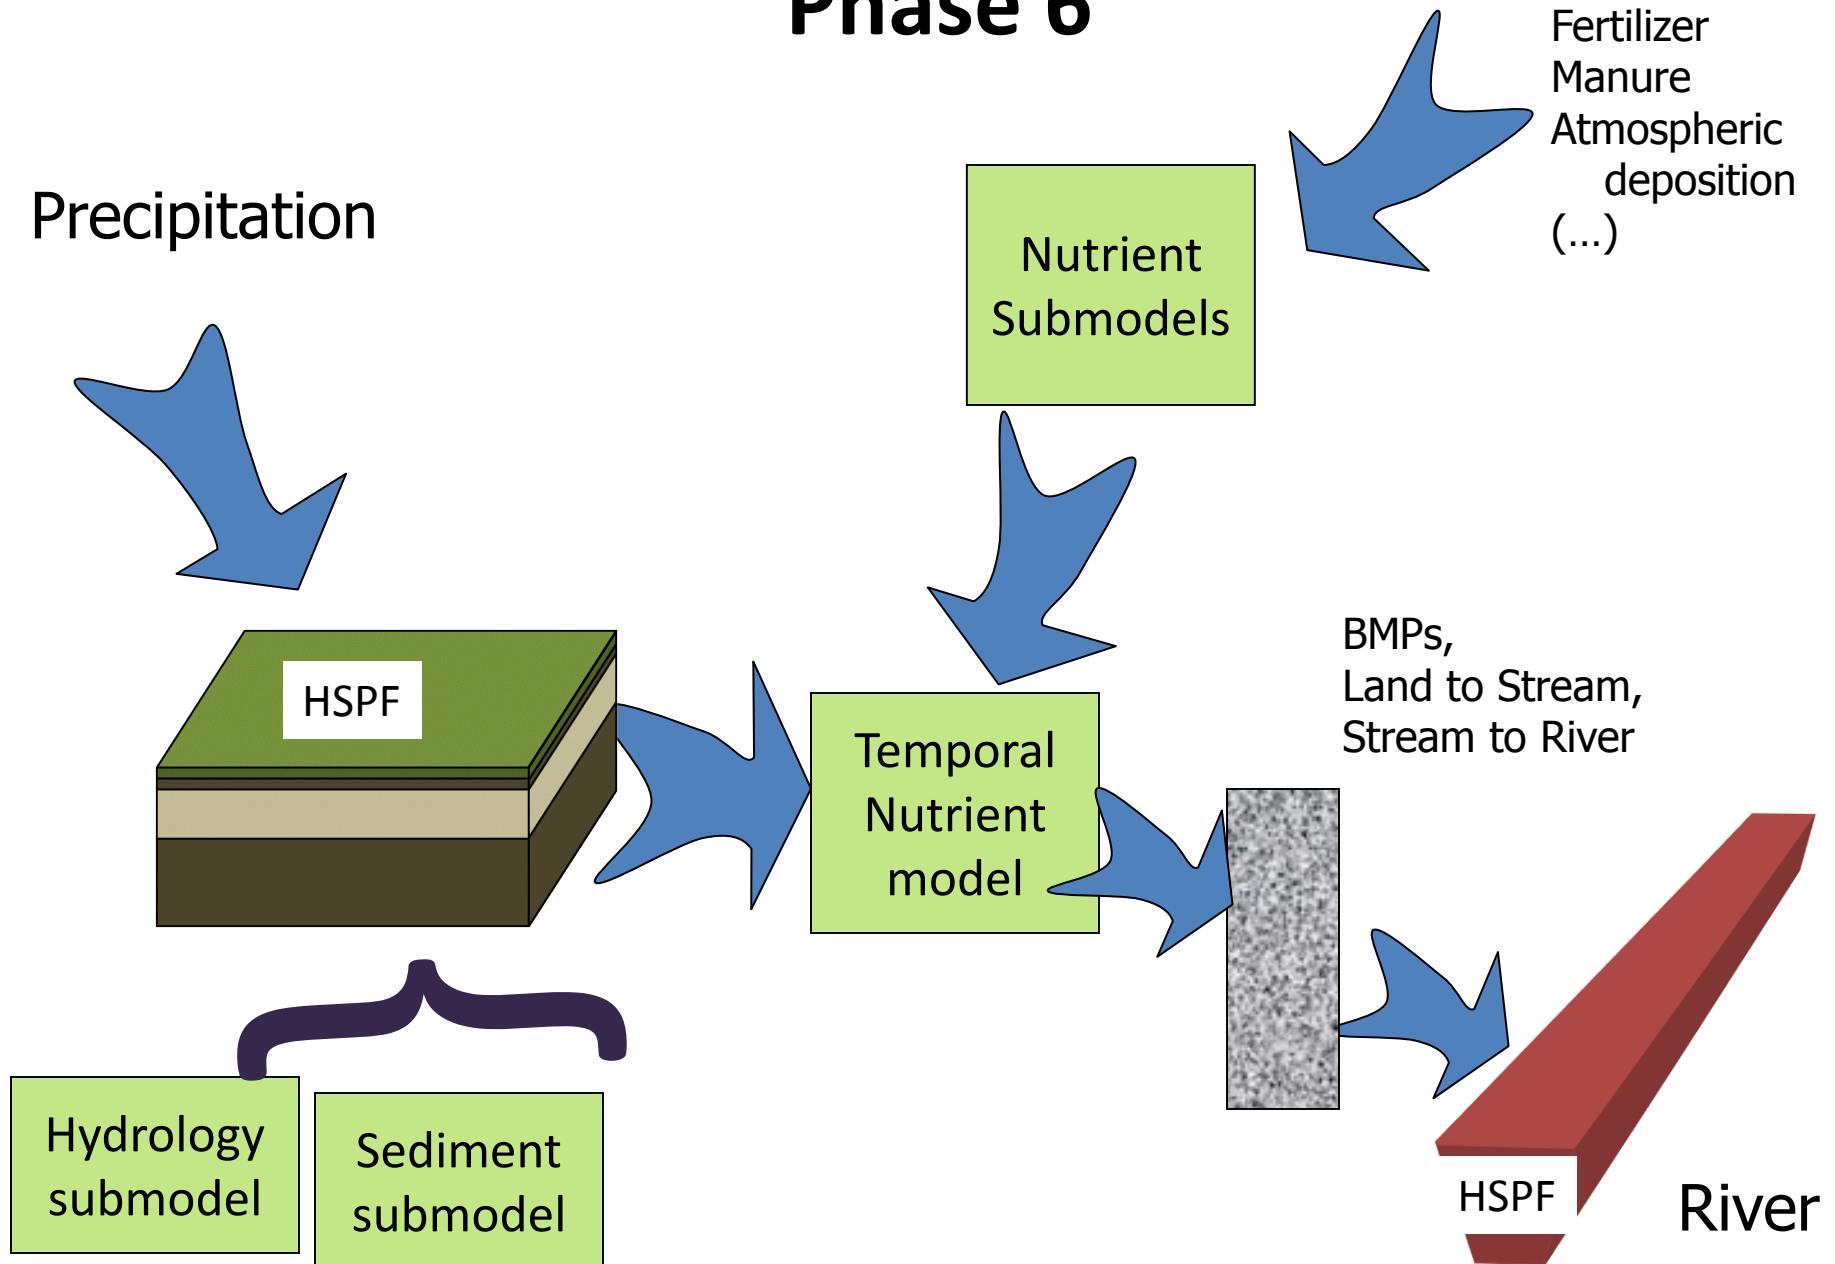 Phase 6
Fertilizer
Manure
Atmospheric
deposition
(...)
Precipitation
Nutrient
Submodels
HSPF
BMPs,
Land to Stream,
Stream to River
Temporal
Nutrient
model
Hydrology
submodel
Sediment
submodel
HSPF
River